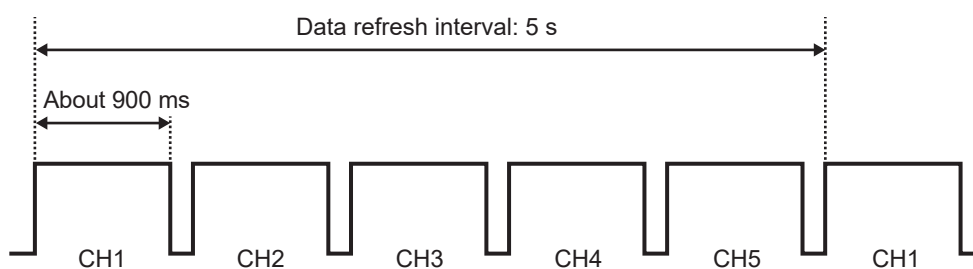 Data refresh interval: 5 s
About 900 ms
CH1 CH2 CH3 CH4 CH5 CH1